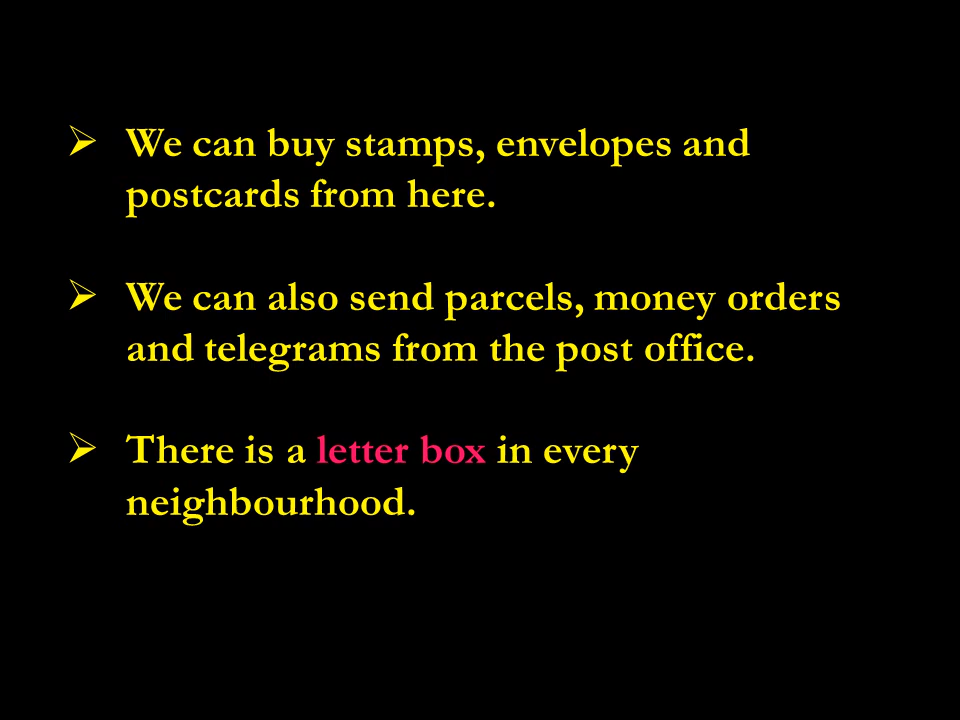 ➢ We can buy stamps, envelopes and
postcards from here.
➢ We can also send parcels, money orders
and telegrams from the post office.
➢ There is a letter box in every
neighbourhood.